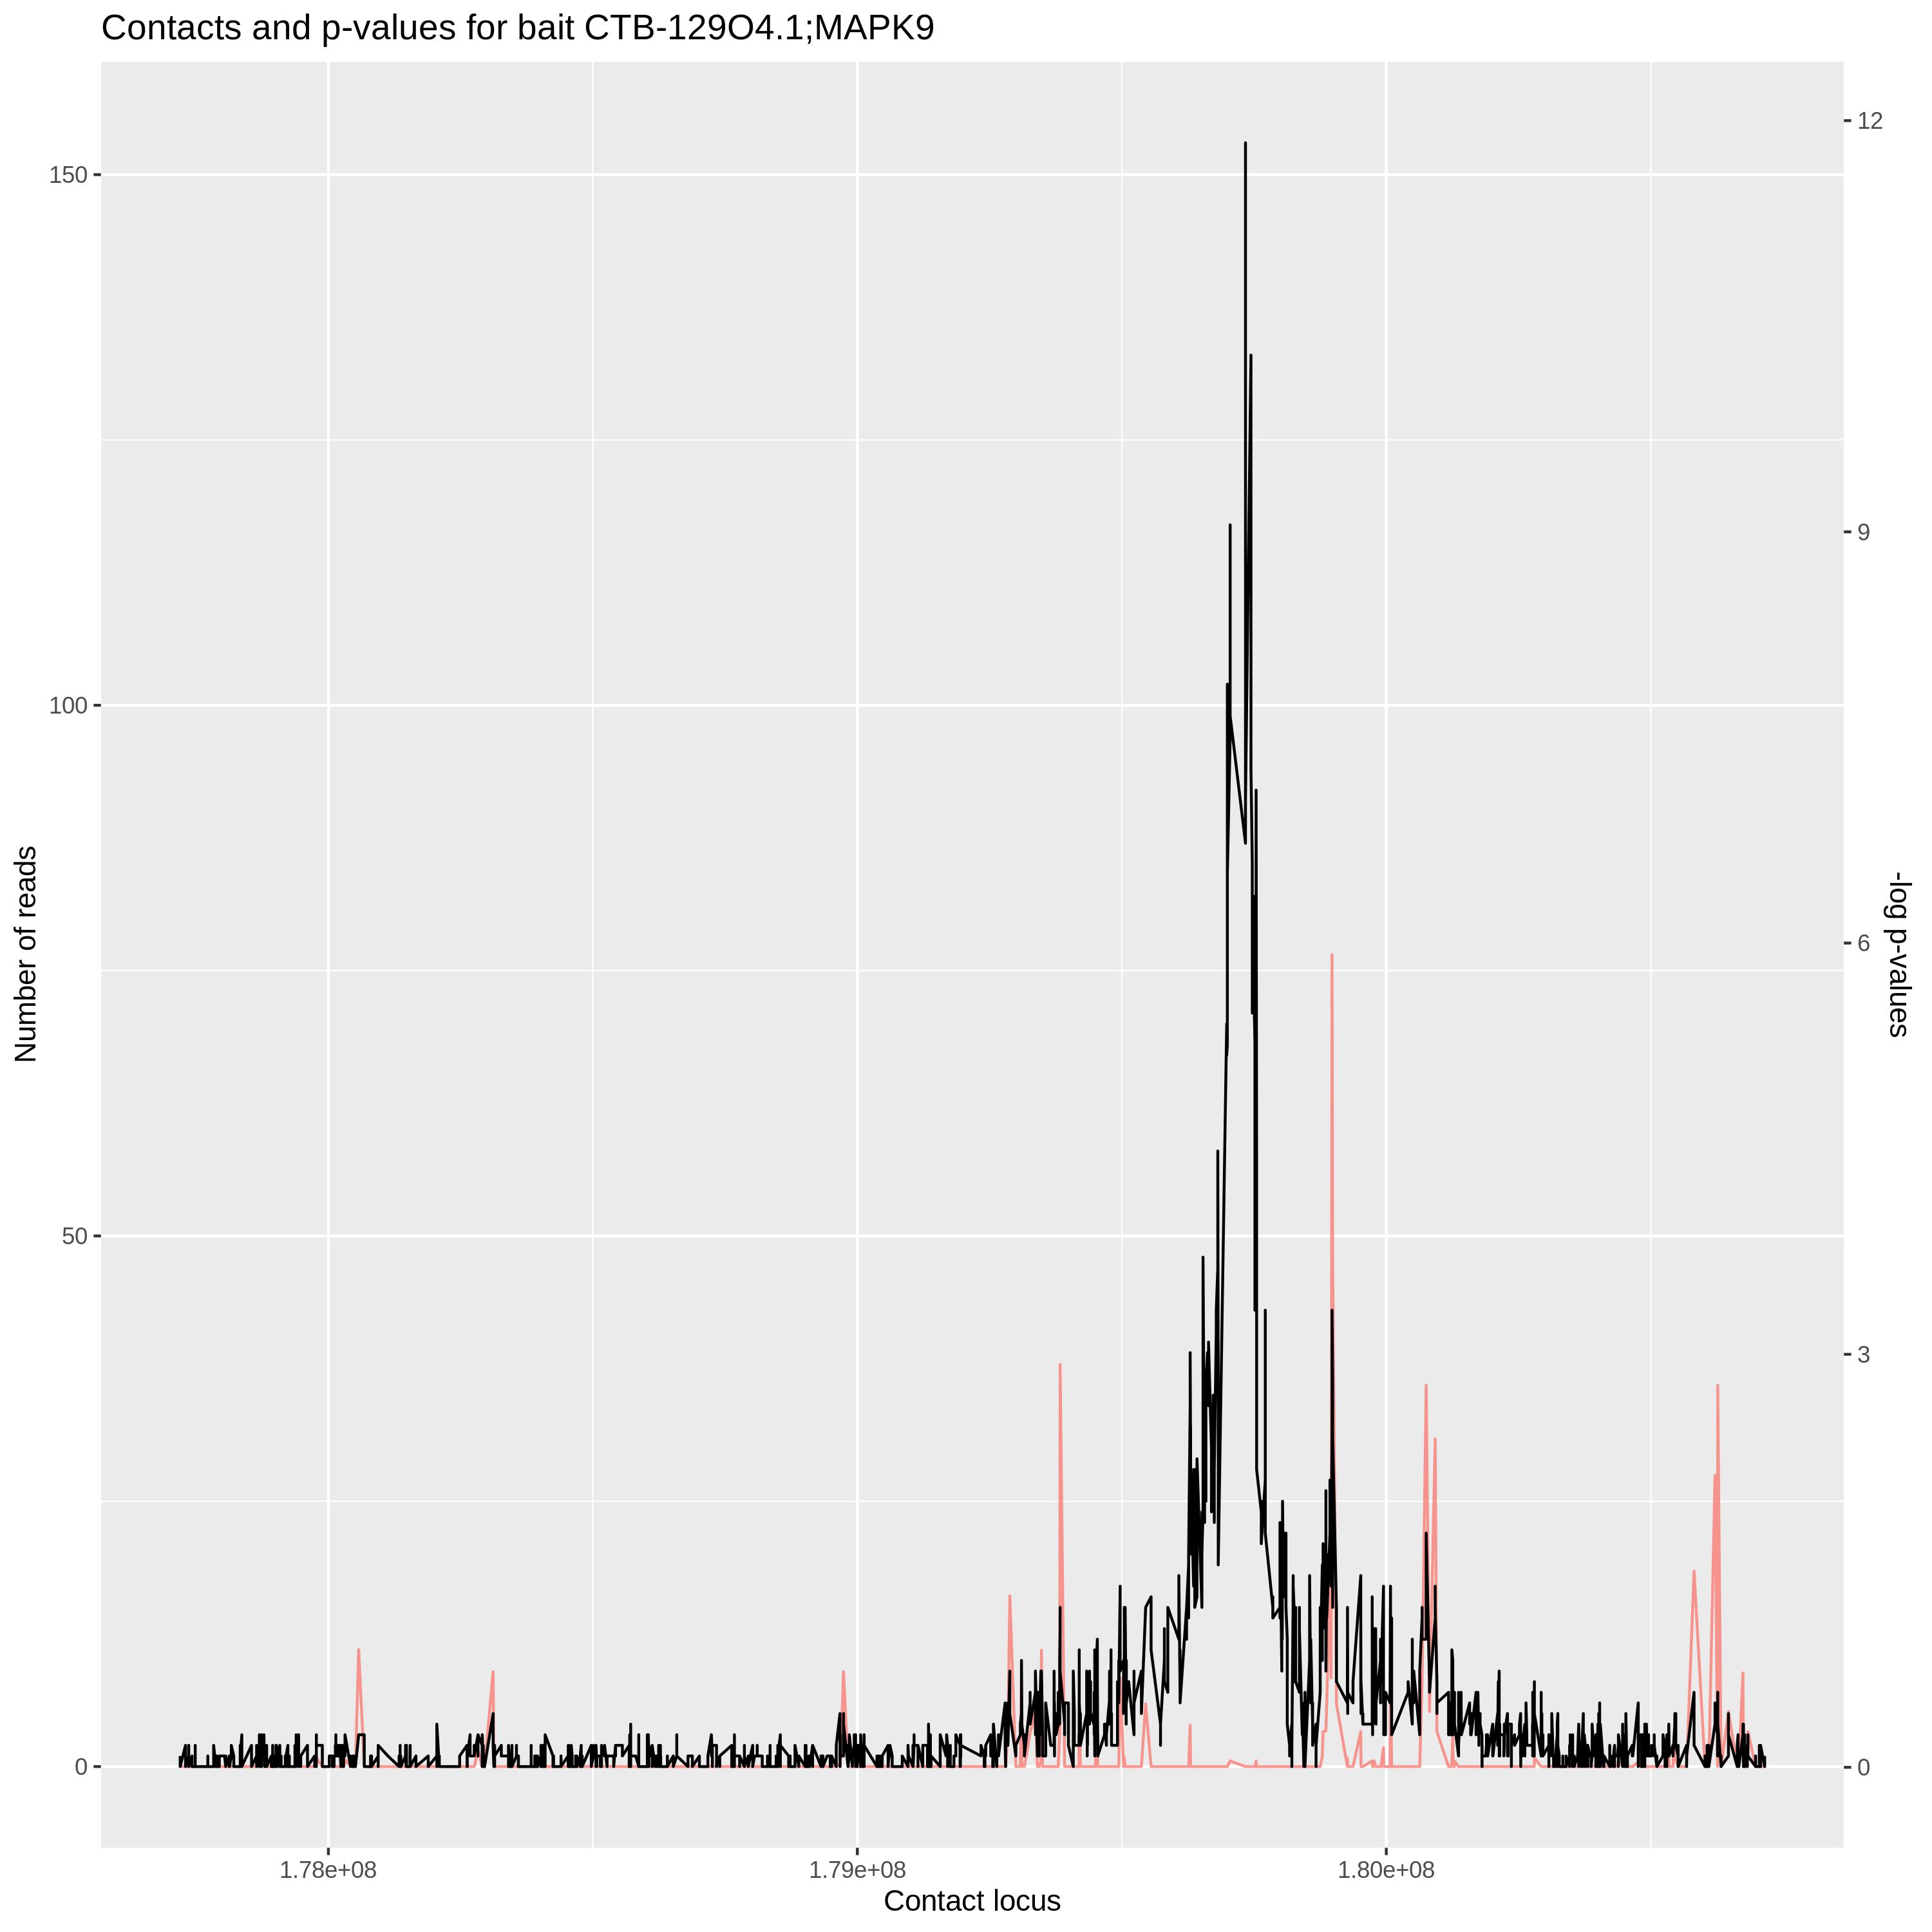 Contacts and p-values for bait CTB-129O4.1;MAPK9
150
100
50
0
12
9
6
3
0
Number of reads
-log p-values
1.78e+08
1.79e+08
1.80e+08
Contact locus